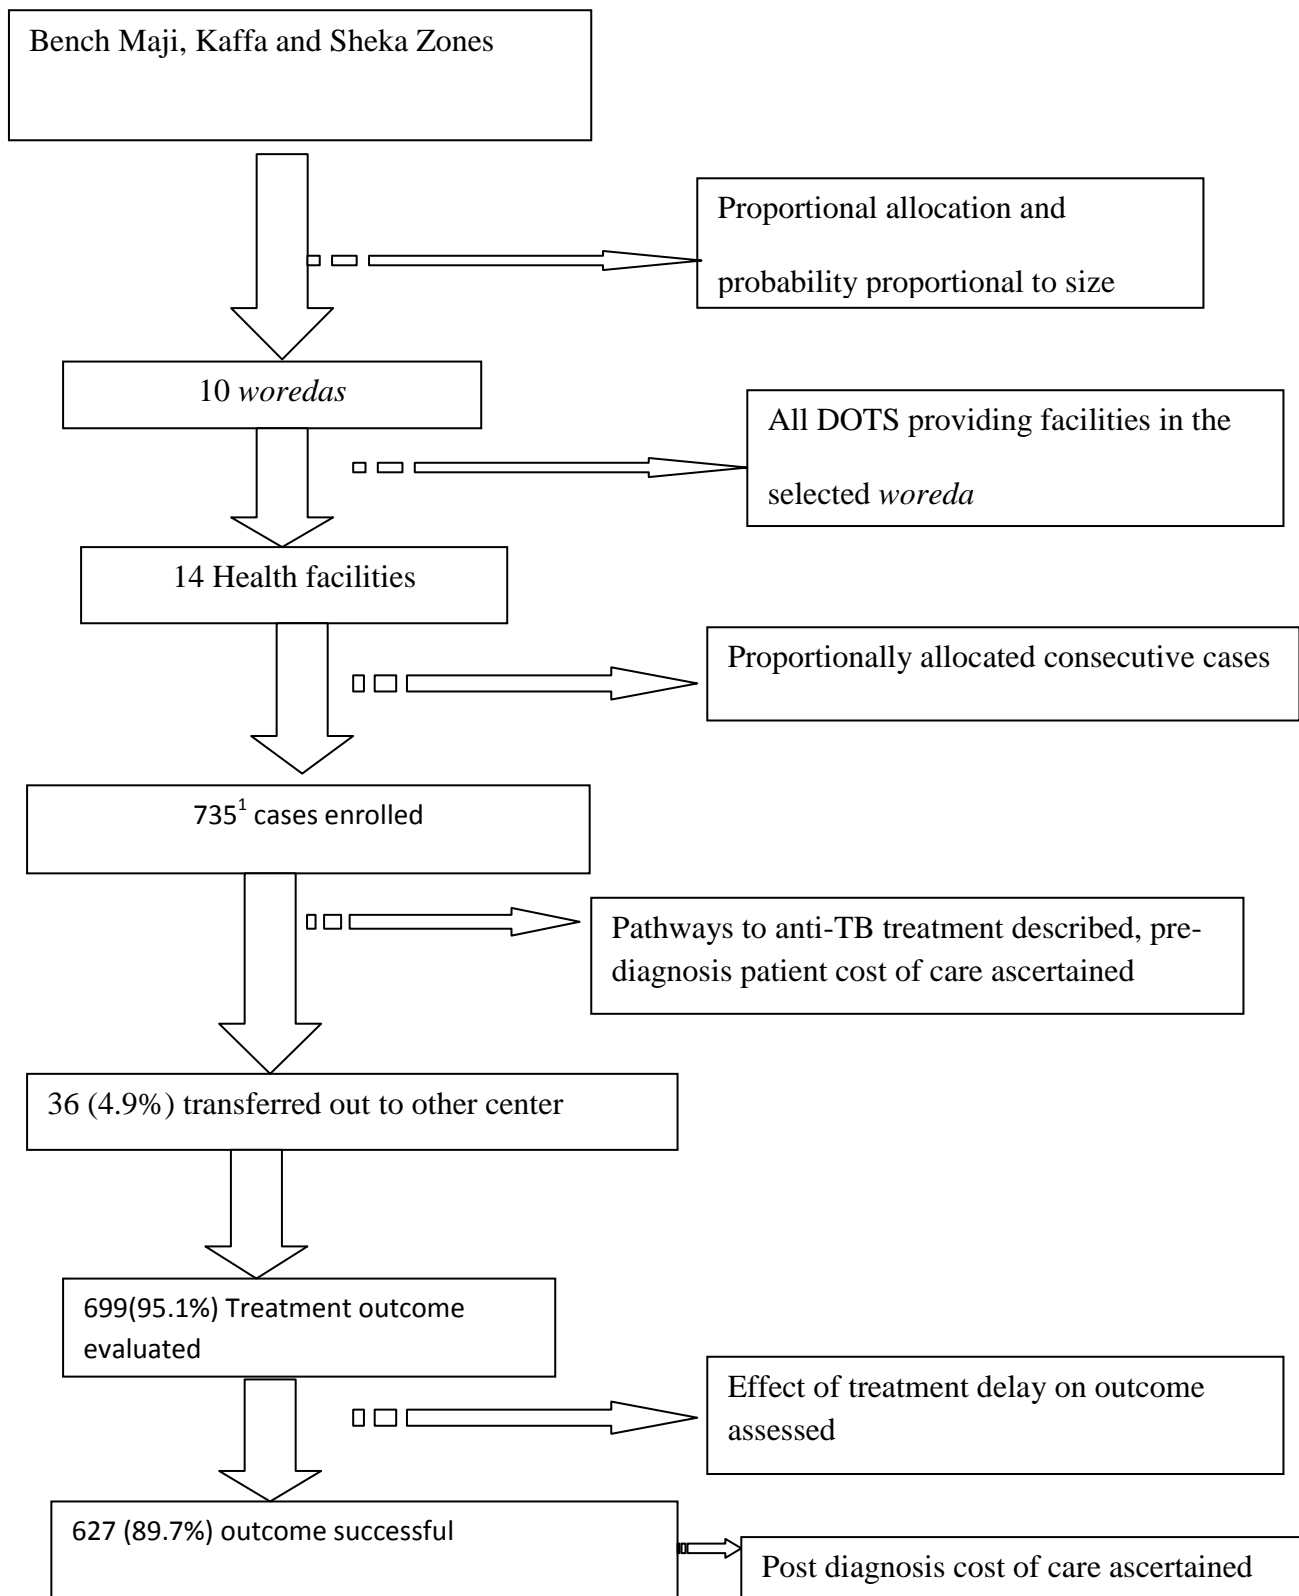 Bench Maji, Kaffa and Sheka Zones
Proportional allocation and
probability proportional to size
10 woredas
All DOTS providing facilities in the
selected woreda
14 Health facilities
Proportionally allocated consecutive cases
735¹ cases enrolled
Pathways to anti-TB treatment described, pre-
diagnosis patient cost of care ascertained
36 (4.9%) transferred out to other center
699(95.1%) Treatment outcome
evaluated
Effect of treatment delay on outcome
assessed
627 (89.7%) outcome successful
Post diagnosis cost of care ascertained